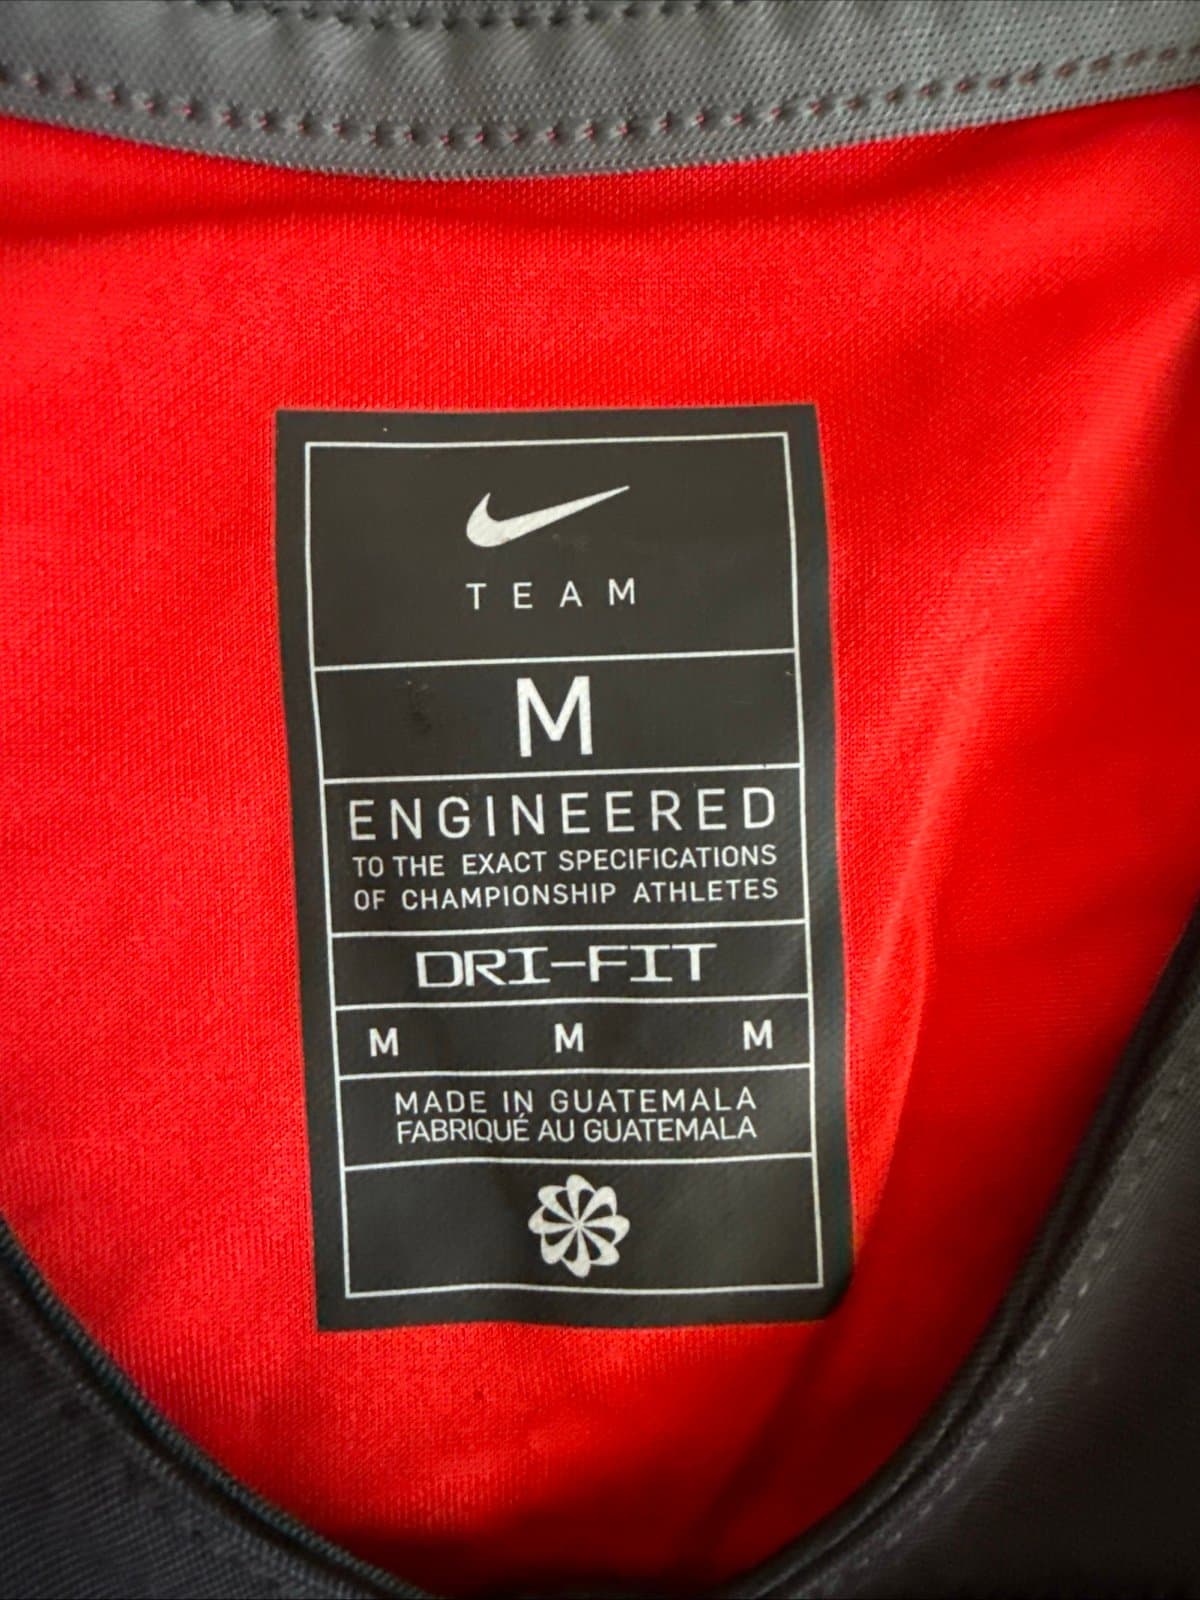 TEAM
M
ENGINEERED
TO THE EXACT SPECIFICATIONS
OF CHAMPIONSHIP ATHLETES
DRI-FIT
M M M
MADE IN GUATEMALA
FABRIQUÉ AU GUATEMALA